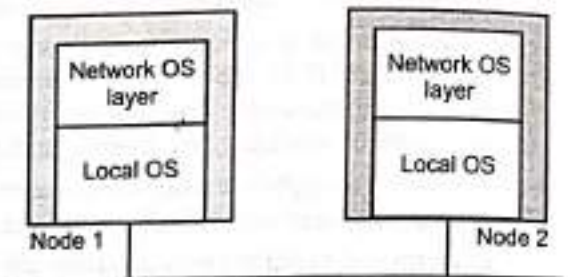 Network OS
layer
Local OS
Node 1
Network OS
layer
Local OS
Node 2